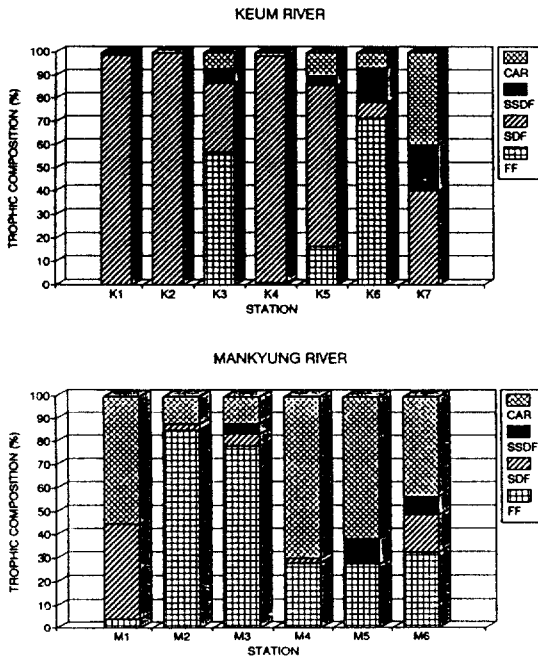 KEUM RIVER
TROPHIC COMPOSITION (%)
100
90
80
70
60
50
40
30
20
10
0
K1 K2 K3 K4 K5 K6 K7
STATION
CAR
SSDF
SDF
FF
MANKYUNG RIVER
TROPHIC COMPOSITION (%)
100
90
80
70
60
50
40
30
20
10
0
M1 M2 M3 M4 M5 M6
STATION
CAR
SSDF
SDF
FF